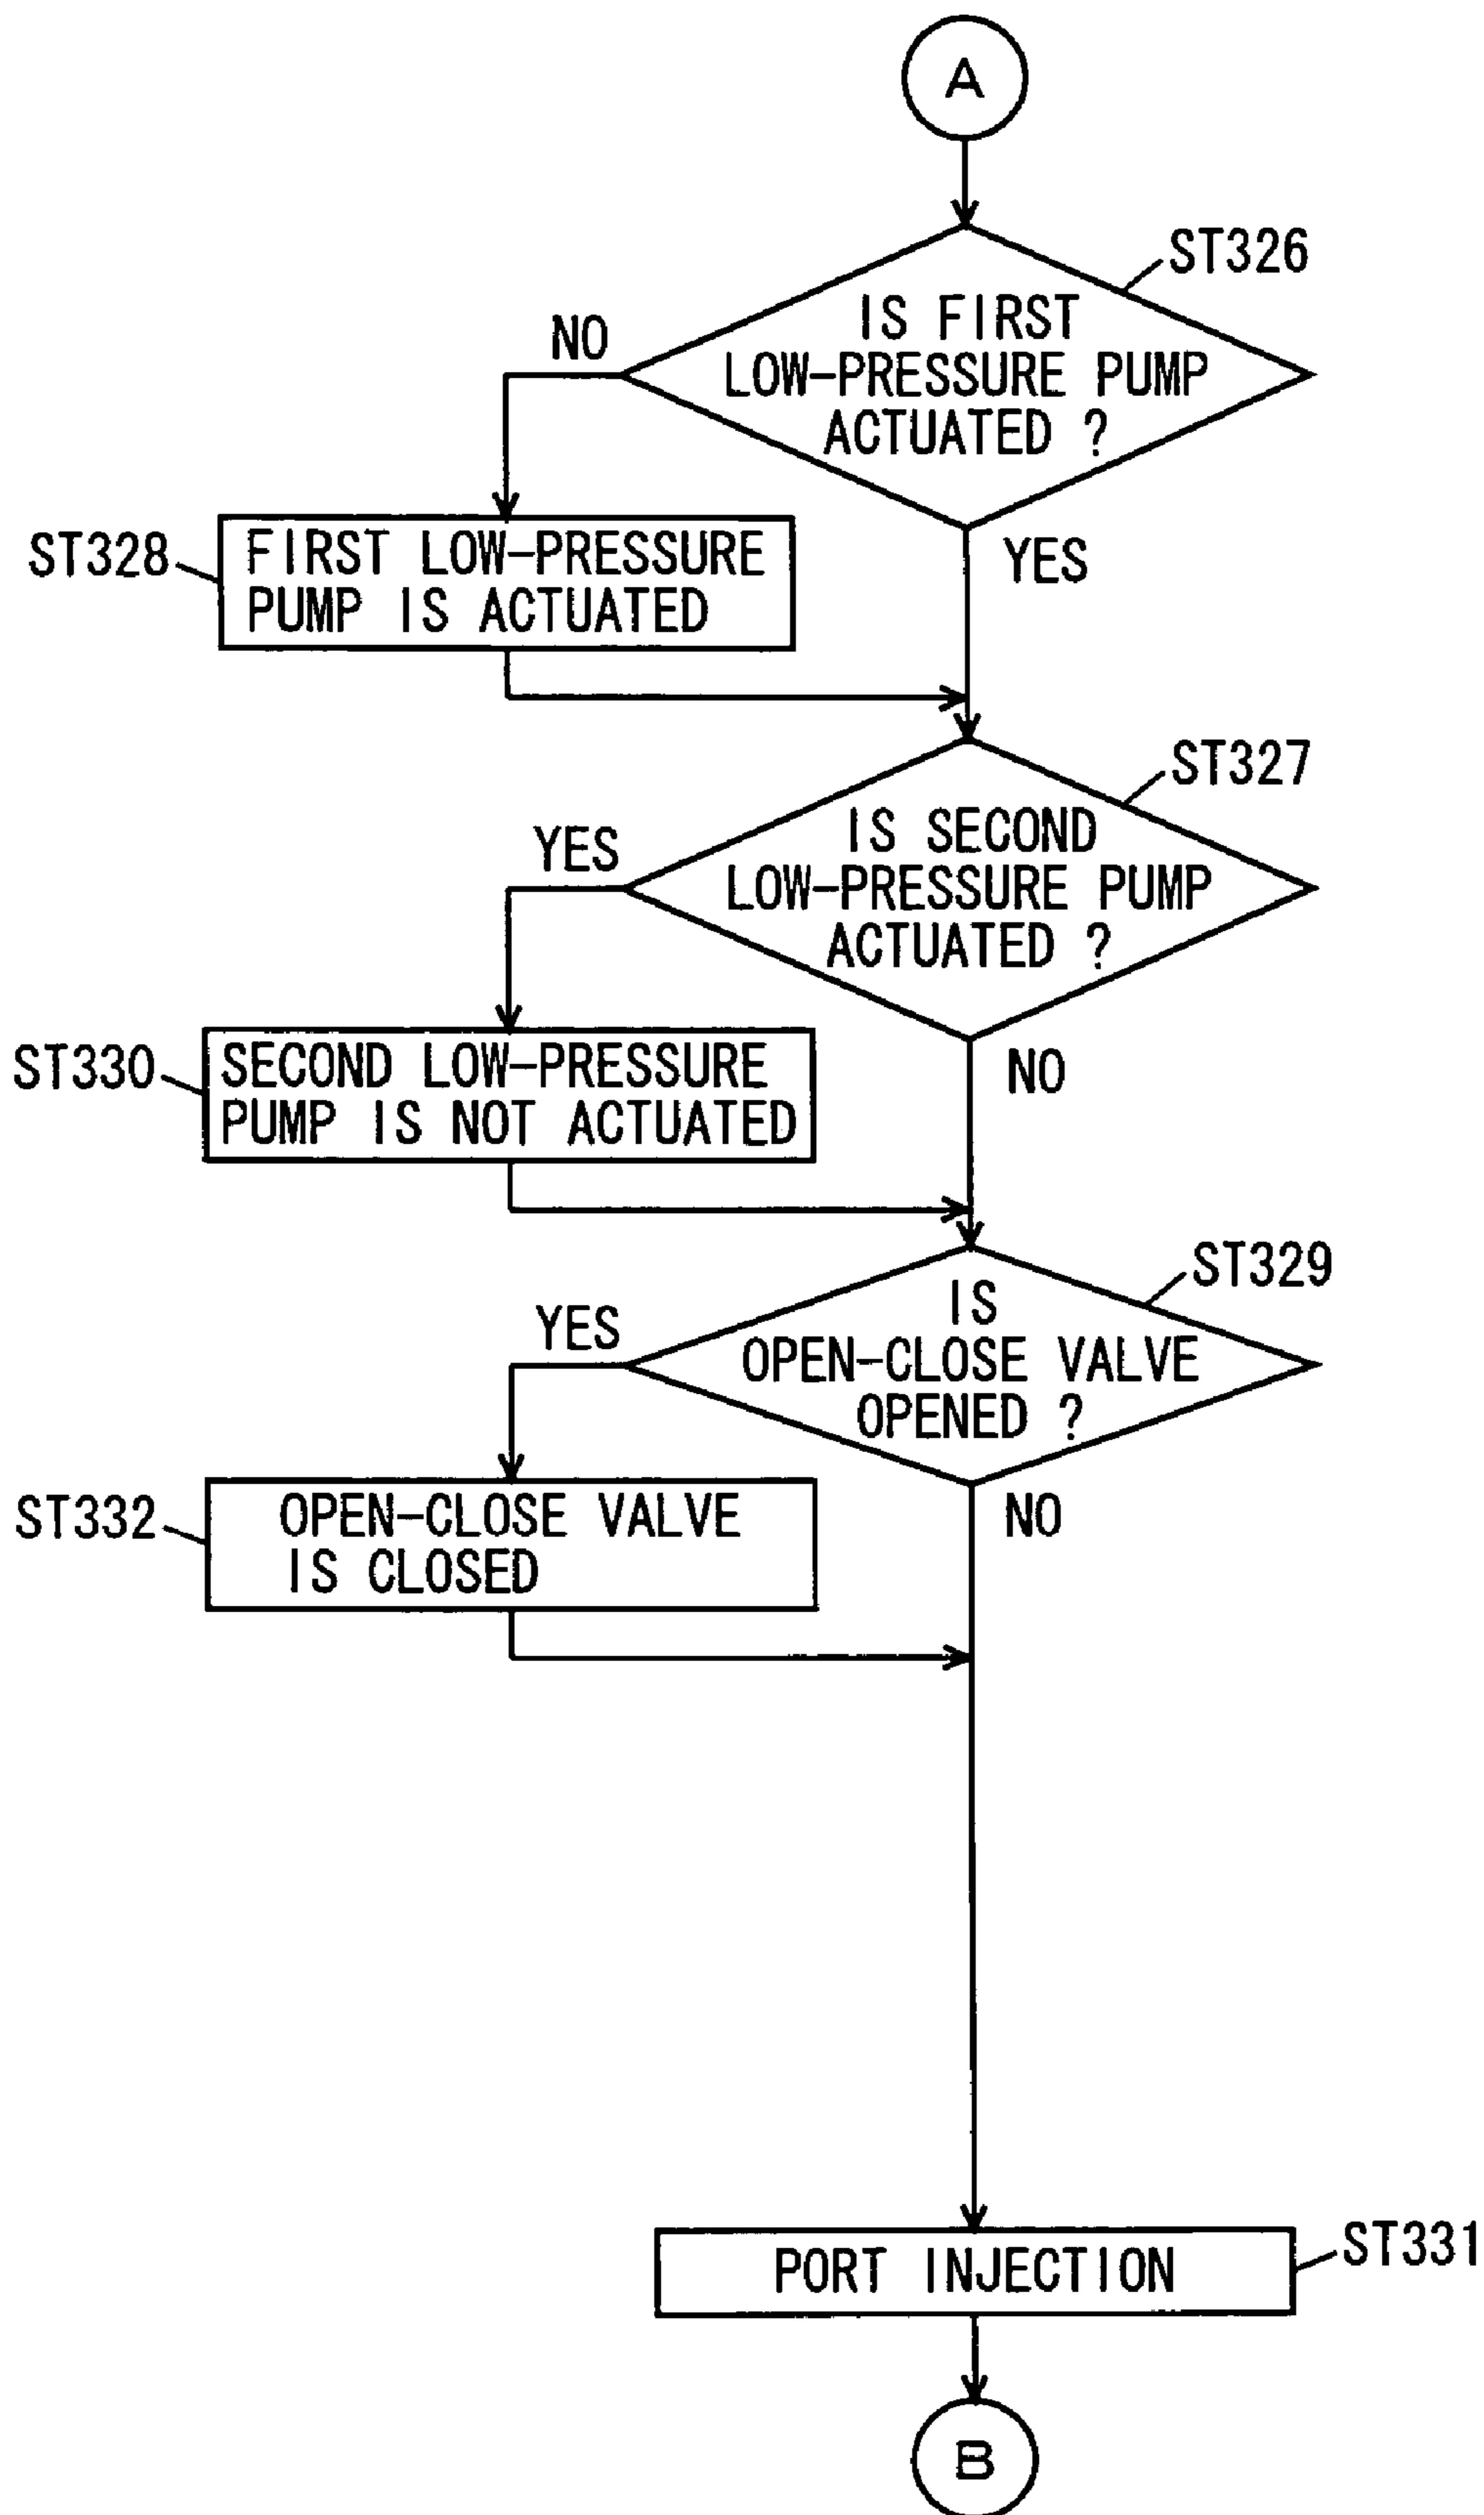 A
ST326
IS FIRST
LOW-PRESSURE PUMP
ACTUATED ?
NO
YES
ST328
FIRST LOW-PRESSURE
PUMP IS ACTUATED
ST327
IS SECOND
LOW-PRESSURE PUMP
ACTUATED ?
YES
NO
ST330
SECOND LOW-PRESSURE
PUMP IS NOT ACTUATED
ST329
IS
OPEN-CLOSE VALVE
OPENED ?
YES
NO
ST332
OPEN-CLOSE VALVE
IS CLOSED
PORT INJECTION
ST331
B